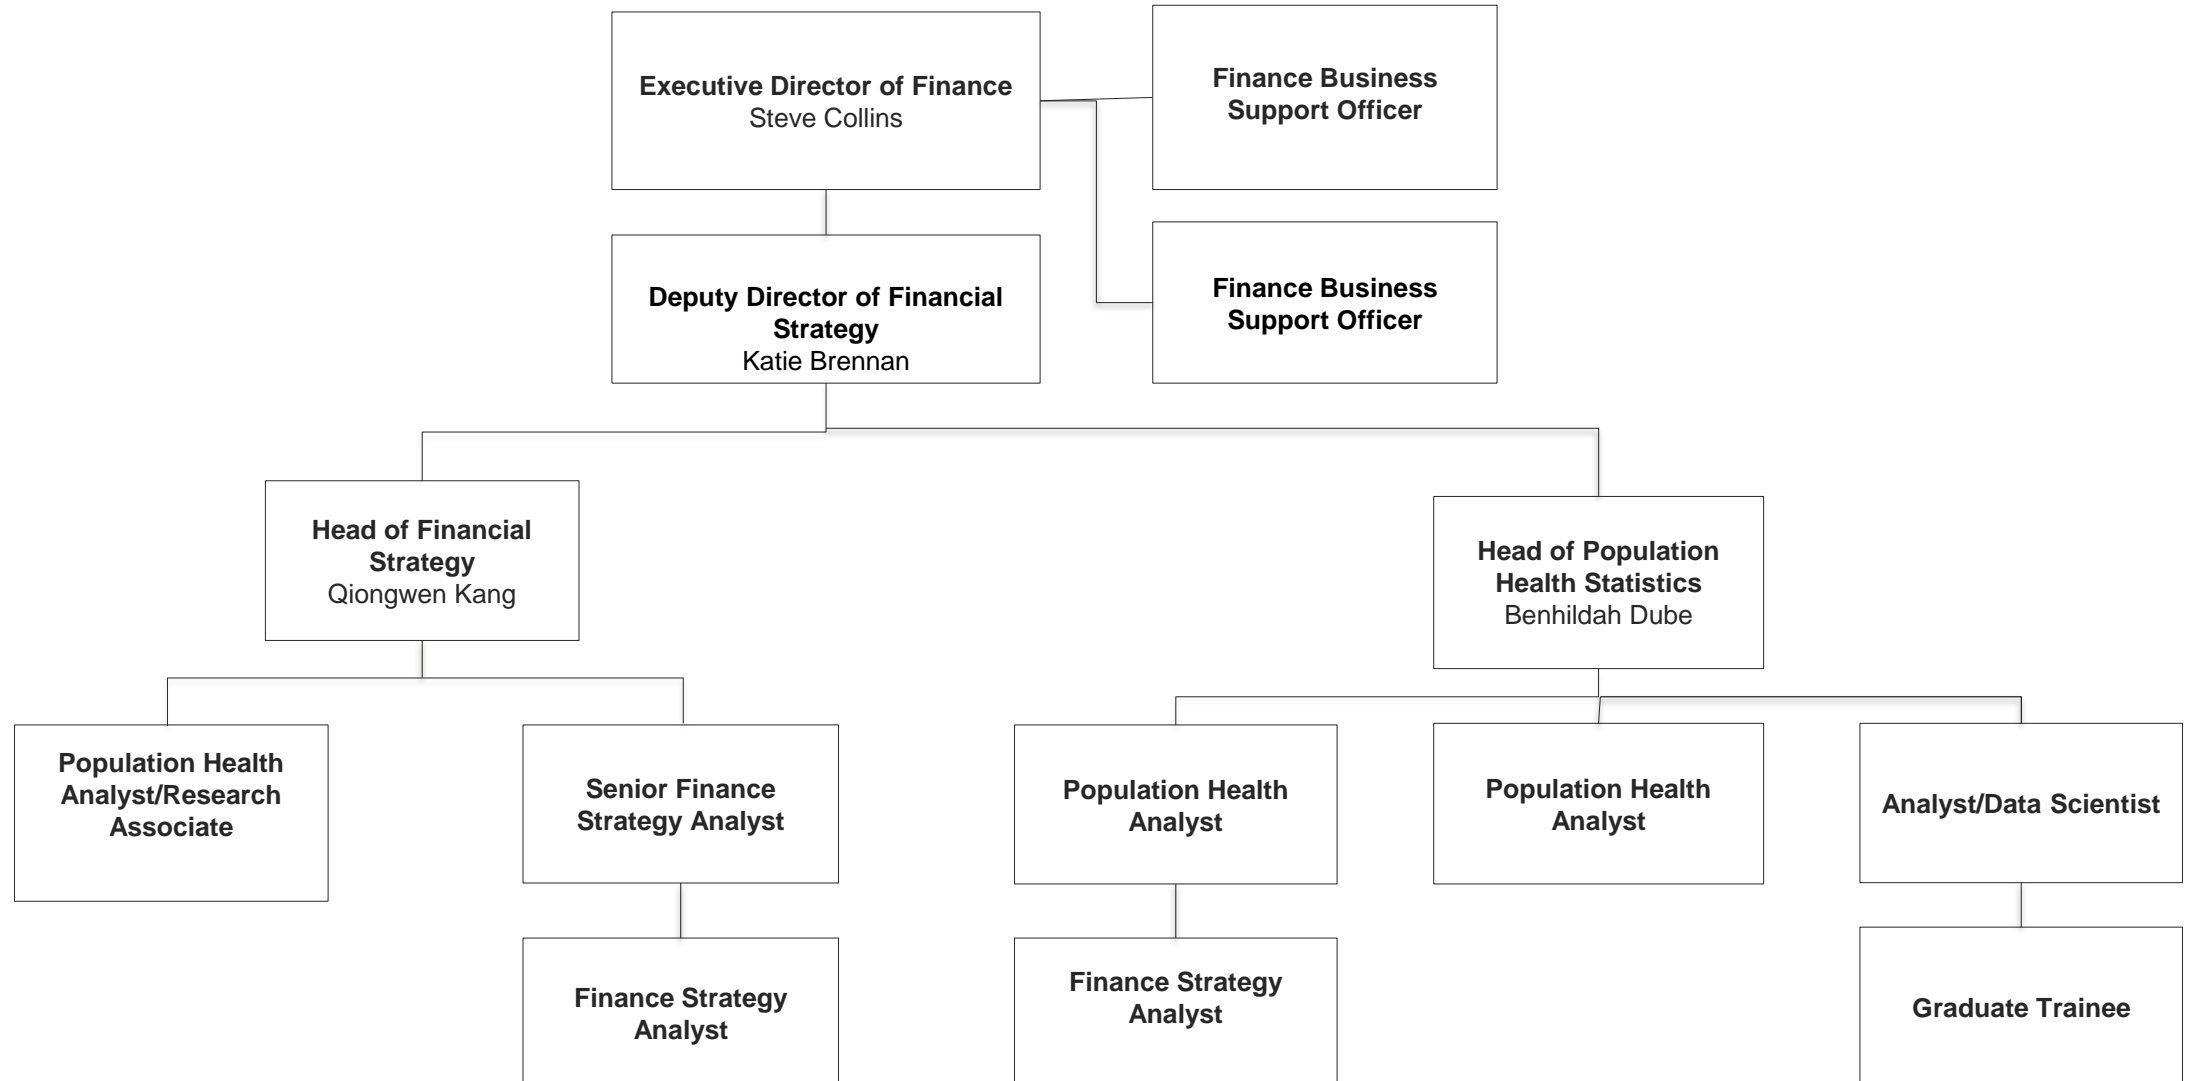 Executive Director of Finance
Steve Collins
Finance Business
Support Officer
Deputy Director of Financial
Strategy
Katie Brennan
Finance Business
Support Officer
Head of Financial
Strategy
Qiongwen Kang
Head of Population
Health Statistics
Benhildah Dube
Population Health
Analyst/Research
Associate
Senior Finance
Strategy Analyst
Population Health
Analyst
Population Health
Analyst
Analyst/Data Scientist
Finance Strategy
Analyst
Finance Strategy
Analyst
Graduate Trainee